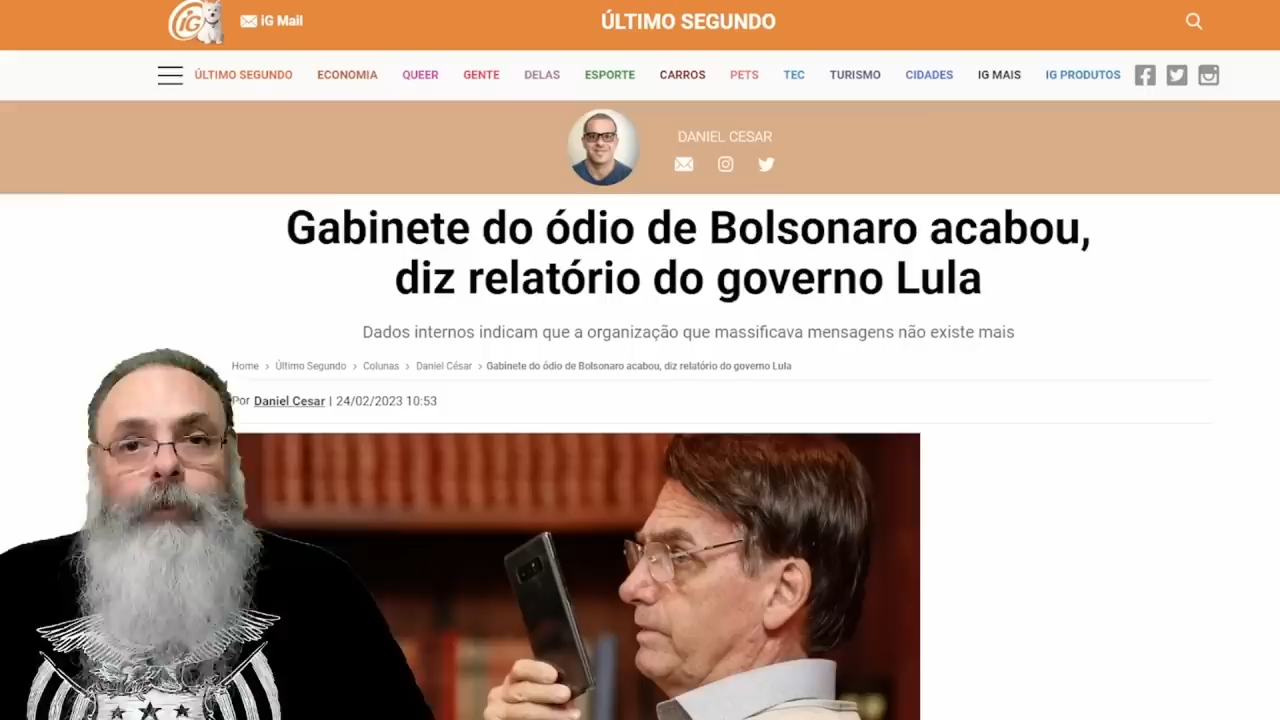 iG
iG Mail
ÚLTIMO SEGUNDO
ÚLTIMO SEGUNDO ECONOMIA QUEER GENTE DELAS ESPORTE CARROS PETS TEC TURISMO CIDADES IG MAIS IG PRODUTOS
DANIEL CESAR
Gabinete do ódio de Bolsonaro acabou,
diz relatório do governo Lula
Dados internos indicam que a organização que massificava mensagens não existe mais
Home > Último Segundo > Colunas > Daniel César > Gabinete do ódio de Bolsonaro acabou, diz relatório do governo Lula
Por Daniel Cesar | 24/02/2023 10:53